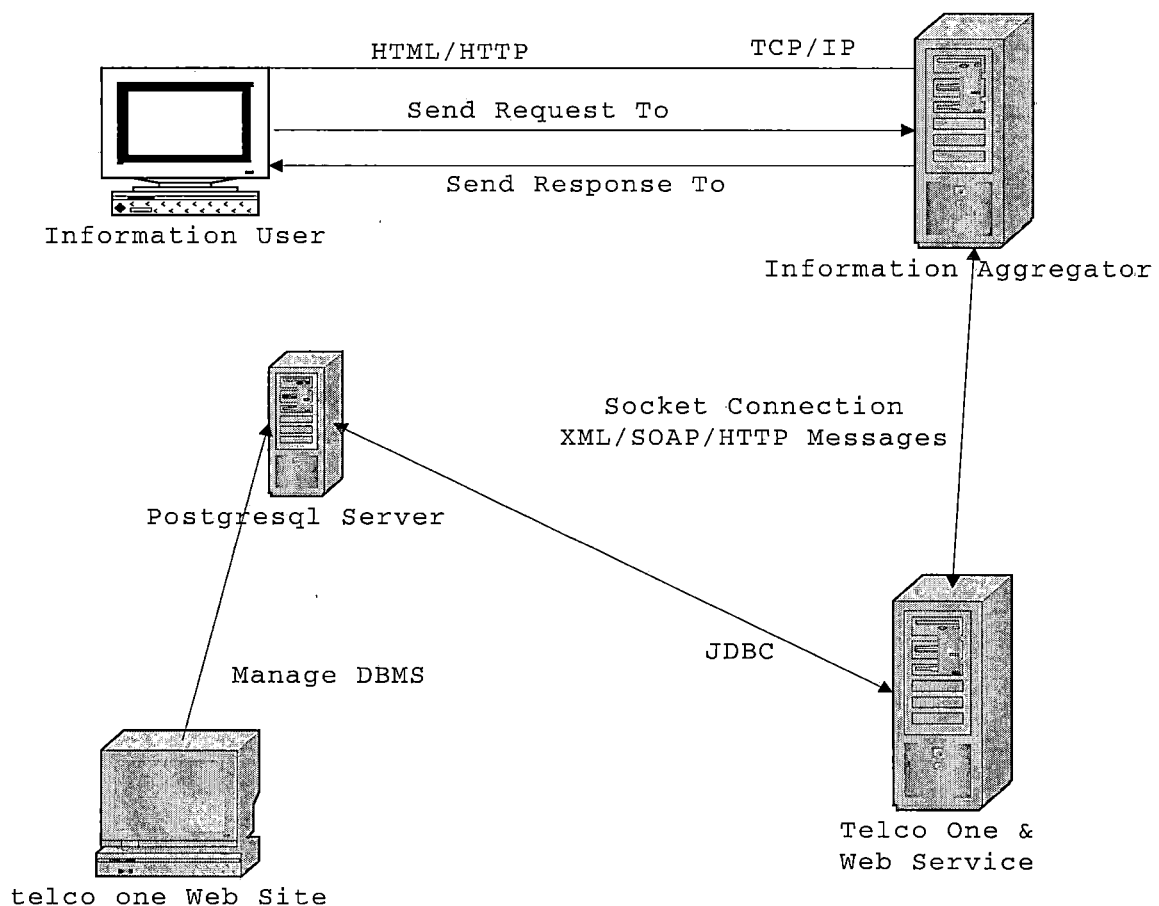 HTML/HTTP TCP/IP
Send Request To
Send Response To
Information User
Information Aggregator
Socket Connection
XML/SOAP/HTTP Messages
Postgresql Server
JDBC
Manage DBMS
Telco One &
Web Service
telco one Web Site